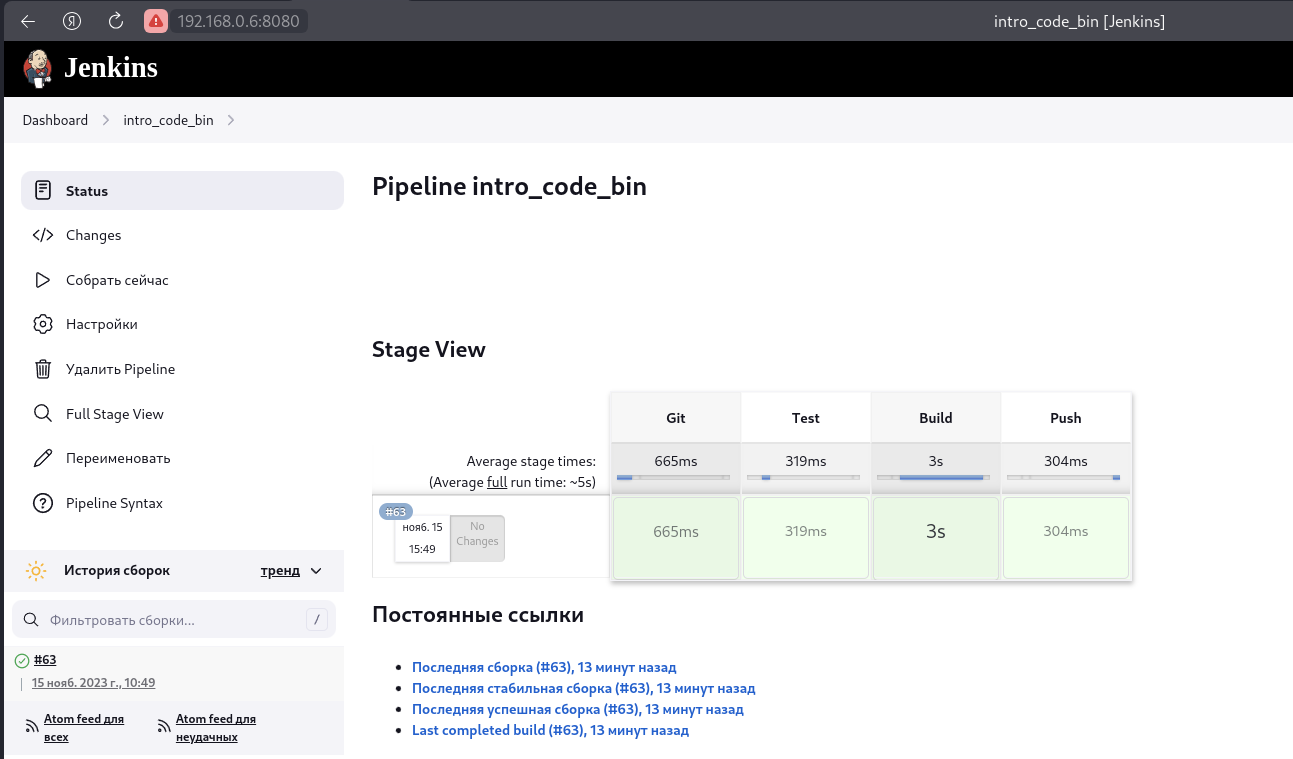 192.168.0.6:8080
intro_code_bin [Jenkins]
Jenkins
Dashboard
intro_code_bin
Status
Changes
Собрать сейчас
Настройки
Удалить Pipeline
Full Stage View
Переименовать
Pipeline Syntax
История сборок
тренд
Фильтровать сборки...
/
#63
15 нояб. 2023 г., 10:49
Atom feed для
всех
Atom feed для
неудачных
Pipeline intro_code_bin
Stage View
Git Test Build Push
Average stage times:
(Average full run time: ~5s)
665ms 319ms 3s 304ms
#63
нояб. 15
15:49
No
Changes
665ms 319ms 3s 304ms
Постоянные ссылки
Последняя сборка (#63), 13 минут назад
Последняя стабильная сборка (#63), 13 минут назад
Последняя успешная сборка (#63), 13 минут назад
Last completed build (#63), 13 минут назад